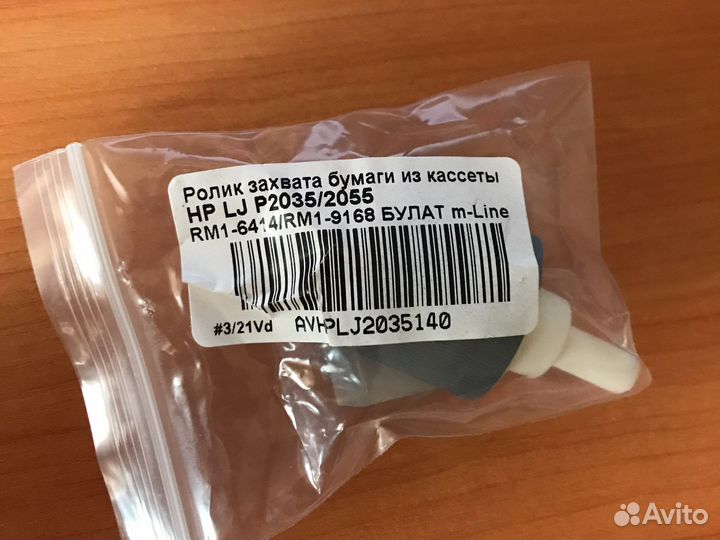 Ролик захвата бумаги из кассеты
HP LJ P2035/2055
RM1-6414/RM1-9168 БУЛАТ m-Line
#3/21Vd AVHPLJ2035140
Avito